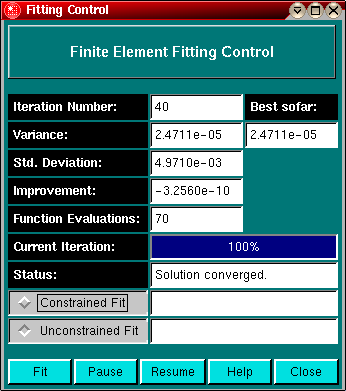 Fitting Control
Finite Element Fitting Control
Iteration Number: 40 Best sofar:
Variance: 2.4711e-05 2.4711e-05
Std. Deviation: 4.9710e-03
Improvement: -3.2560e-10
Function Evaluations: 70
Current Iteration: 100%
Status: Solution converged.
Constrained Fit
Unconstrained Fit
Fit Pause Resume Help Close